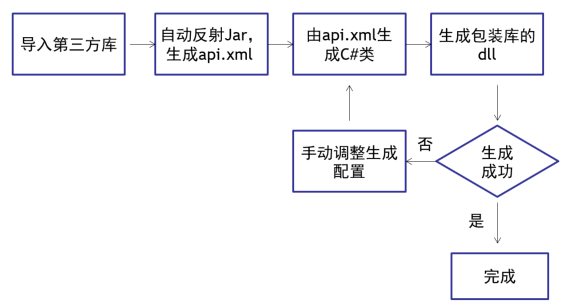 导入第三方库
自动反射Jar，
生成api.xml
由api.xml生
成C#类
生成包装库的
dll
手动调整生成
配置
否
生成
成功
是
完成